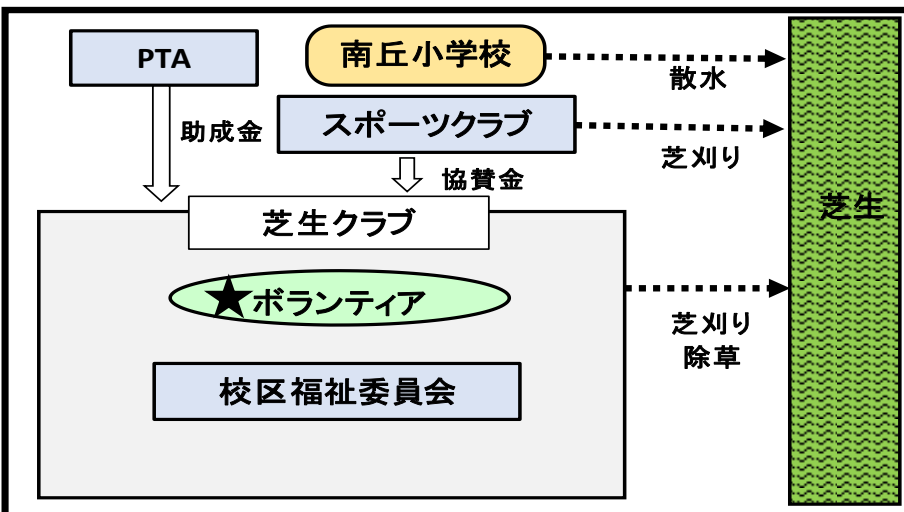 PTA
南丘小学校
散水
助成金
スポーツクラブ
芝刈り
協賛金
芝生クラブ
芝生
★ボランティア
芝刈り
除草
校区福祉委員会